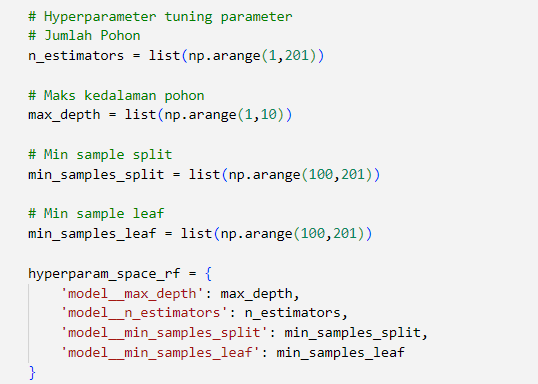 # Hyperparameter tuning parameter
# Jumlah Pohon
n_estimators = list(np.arange(1,201))
# Maks kedalaman pohon
max_depth = list(np.arange(1,10))
# Min sample split
min_samples_split = list(np.arange(100,201))
# Min sample leaf
min_samples_leaf = list(np.arange(100,201))
hyperparam_space_rf = {
    'model__max_depth': max_depth,
    'model__n_estimators': n_estimators,
    'model__min_samples_split': min_samples_split,
    'model__min_samples_leaf': min_samples_leaf
}